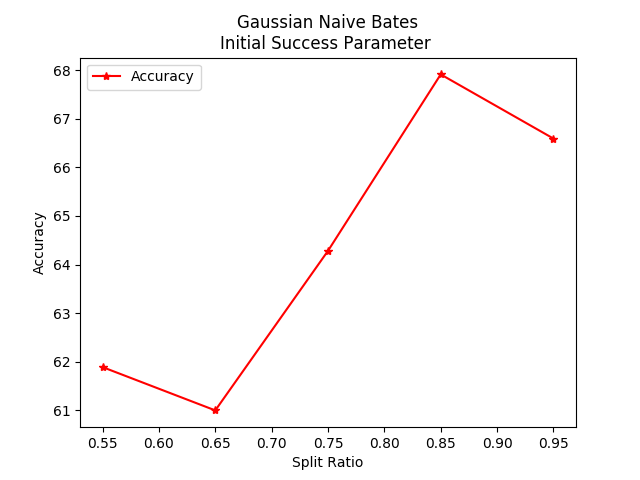 Gaussian Naive Bates
Initial Success Parameter
Accuracy
68
67
66
65
64
63
62
61
Accuracy
0.55 0.60 0.65 0.70 0.75 0.80 0.85 0.90 0.95
Split Ratio